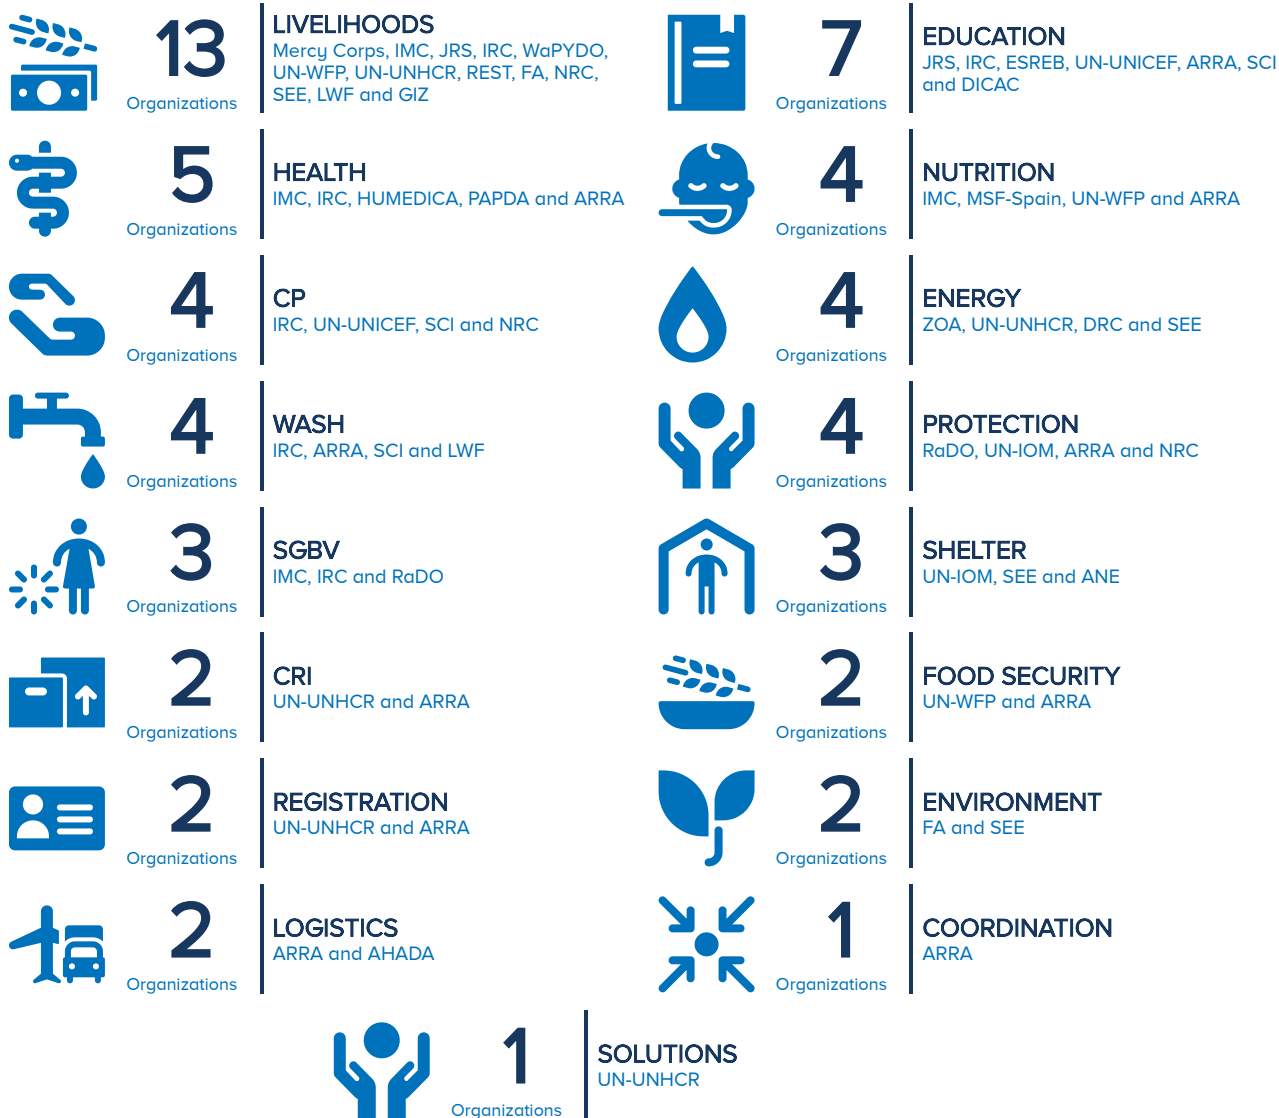 13
Organizations
LIVELIHOODS
Mercy Corps, IMC, JRS, IRC, WaPYDO,
UN-WFP, UN-UNHCR, REST, FA, NRC,
SEE, LWF and GIZ
7
Organizations
EDUCATION
JRS, IRC, ESREB, UN-UNICEF, ARRA, SCI
and DICAC
5
Organizations
HEALTH
IMC, IRC, HUMEDICA, PAPDA and ARRA
4
Organizations
NUTRITION
IMC, MSF-Spain, UN-WFP and ARRA
4
Organizations
CP
IRC, UN-UNICEF, SCI and NRC
4
Organizations
ENERGY
ZOA, UN-UNHCR, DRC and SEE
4
Organizations
WASH
IRC, ARRA, SCI and LWF
4
Organizations
PROTECTION
RaDO, UN-IOM, ARRA and NRC
3
Organizations
SGBV
IMC, IRC and RaDO
3
Organizations
SHELTER
UN-IOM, SEE and ANE
2
Organizations
CRI
UN-UNHCR and ARRA
2
Organizations
FOOD SECURITY
UN-WFP and ARRA
2
Organizations
REGISTRATION
UN-UNHCR and ARRA
2
Organizations
ENVIRONMENT
FA and SEE
2
Organizations
LOGISTICS
ARRA and AHADA
1
Organizations
COORDINATION
ARRA
1
Organizations
SOLUTIONS
UN-UNHCR